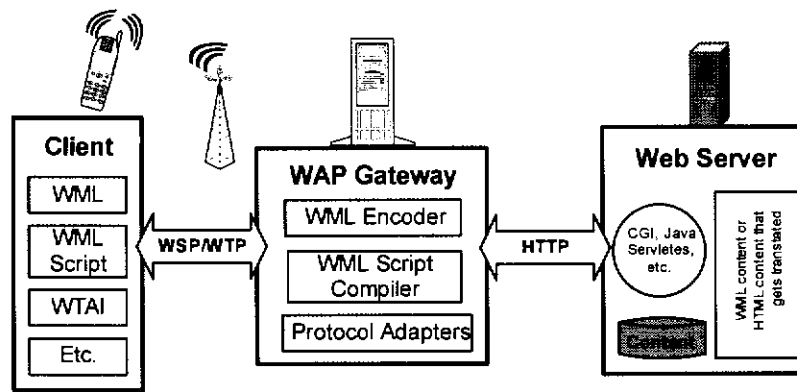 Client
WML
WML
Script
WTAI
Etc.
WSP/WTP
WAP Gateway
WML Encoder
WML Script
Compiler
Protocol Adapters
HTTP
Web Server
CGI, Java
Servletes,
etc.
Content
WML content or
HTML content that
gets translated